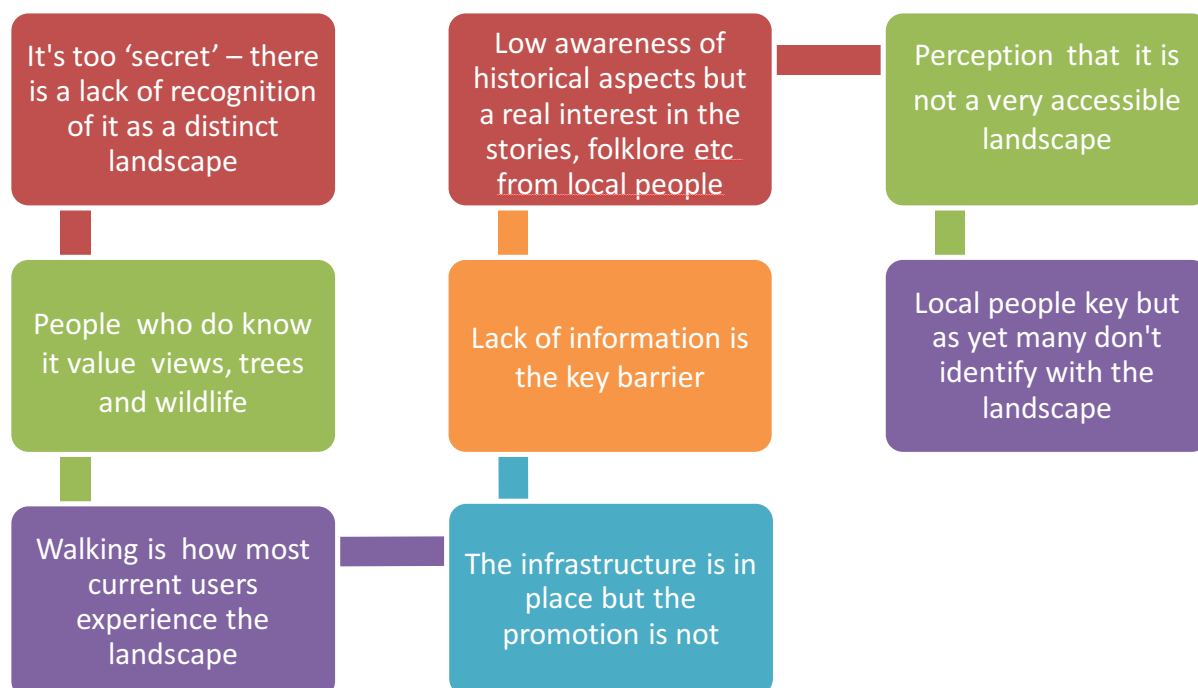 It's too ‘secret’ – there
is a lack of recognition
of it as a distinct
landscape
People who do know
it value views, trees
and wildlife
Walking is how most
current users
experience the
landscape
The infrastructure is in
place but the
promotion is not
Lack of information is
the key barrier
Low awareness of
historical aspects but
a real interest in the
stories, folklore etc
from local people
Perception that it is
not a very accessible
landscape
Local people key but
as yet many don't
identify with the
landscape